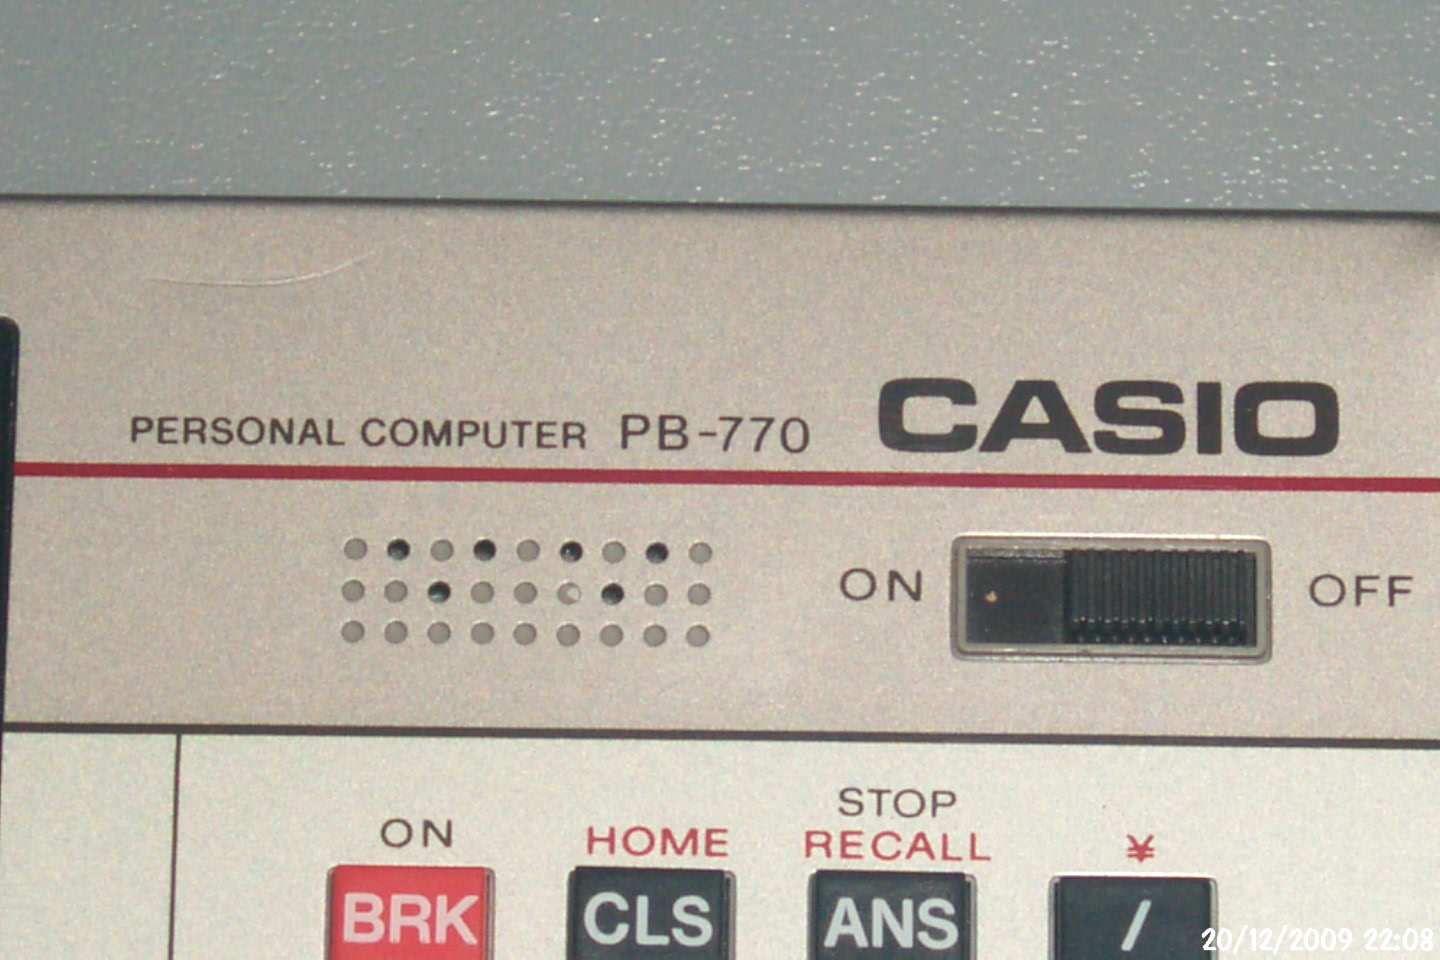 PERSONAL COMPUTER PB-770 CASIO
ON OFF
STOP
ON HOME RECALL ¥
BRK CLS ANS /
20/12/2009 22:08